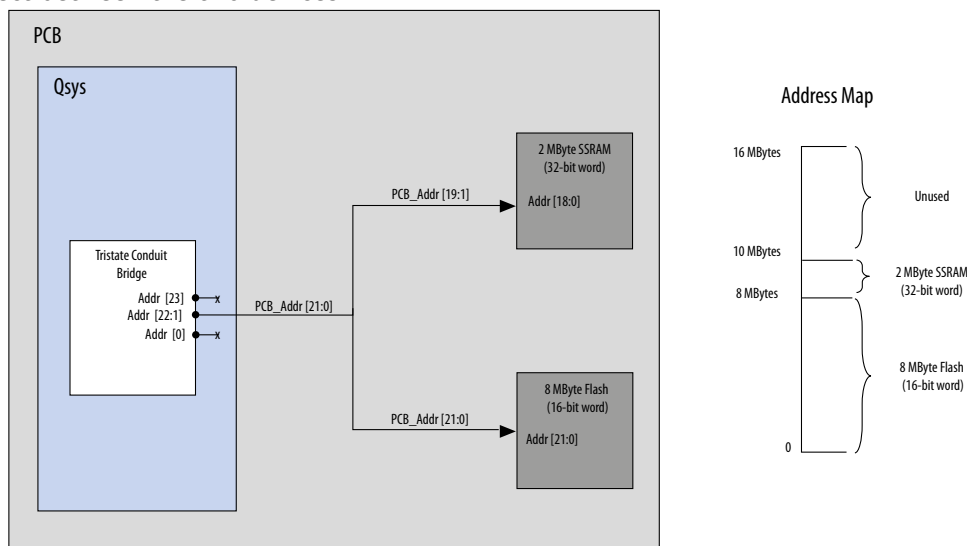 PCB
Qsys
Tristate Conduit
Bridge
Addr [23]
x
Addr [22:1]
Addr [0]
x
PCB_Addr [21:0]
PCB_Addr [19:1]
2 MByte SSRAM
(32-bit word)
Addr [18:0]
PCB_Addr [21:0]
8 MByte Flash
(16-bit word)
Addr [21:0]
Address Map
16 MBytes
Unused
10 MBytes
8 MBytes
2 MByte SSRAM
(32-bit word)
8 MByte Flash
(16-bit word)
0